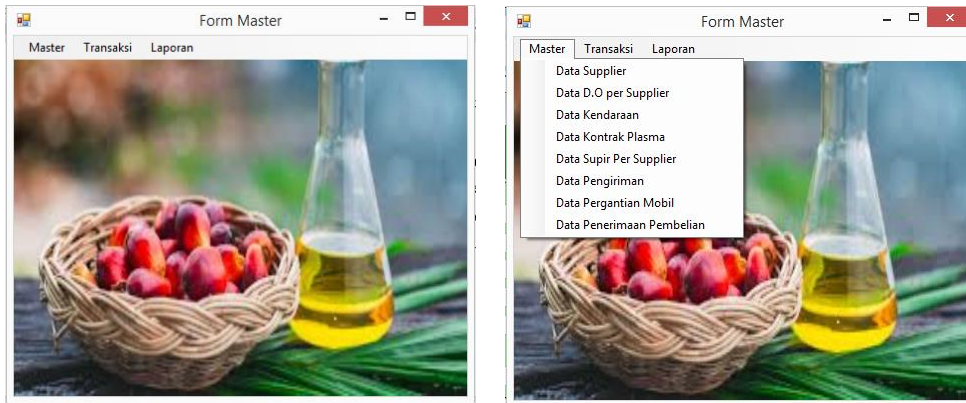 Form Master
Master Transaksi Laporan
Form Master
Master Transaksi Laporan
Data Supplier
Data D.O per Supplier
Data Kendaraan
Data Kontrak Plasma
Data Supir Per Supplier
Data Pengiriman
Data Pergantian Mobil
Data Penerimaan Pembelian